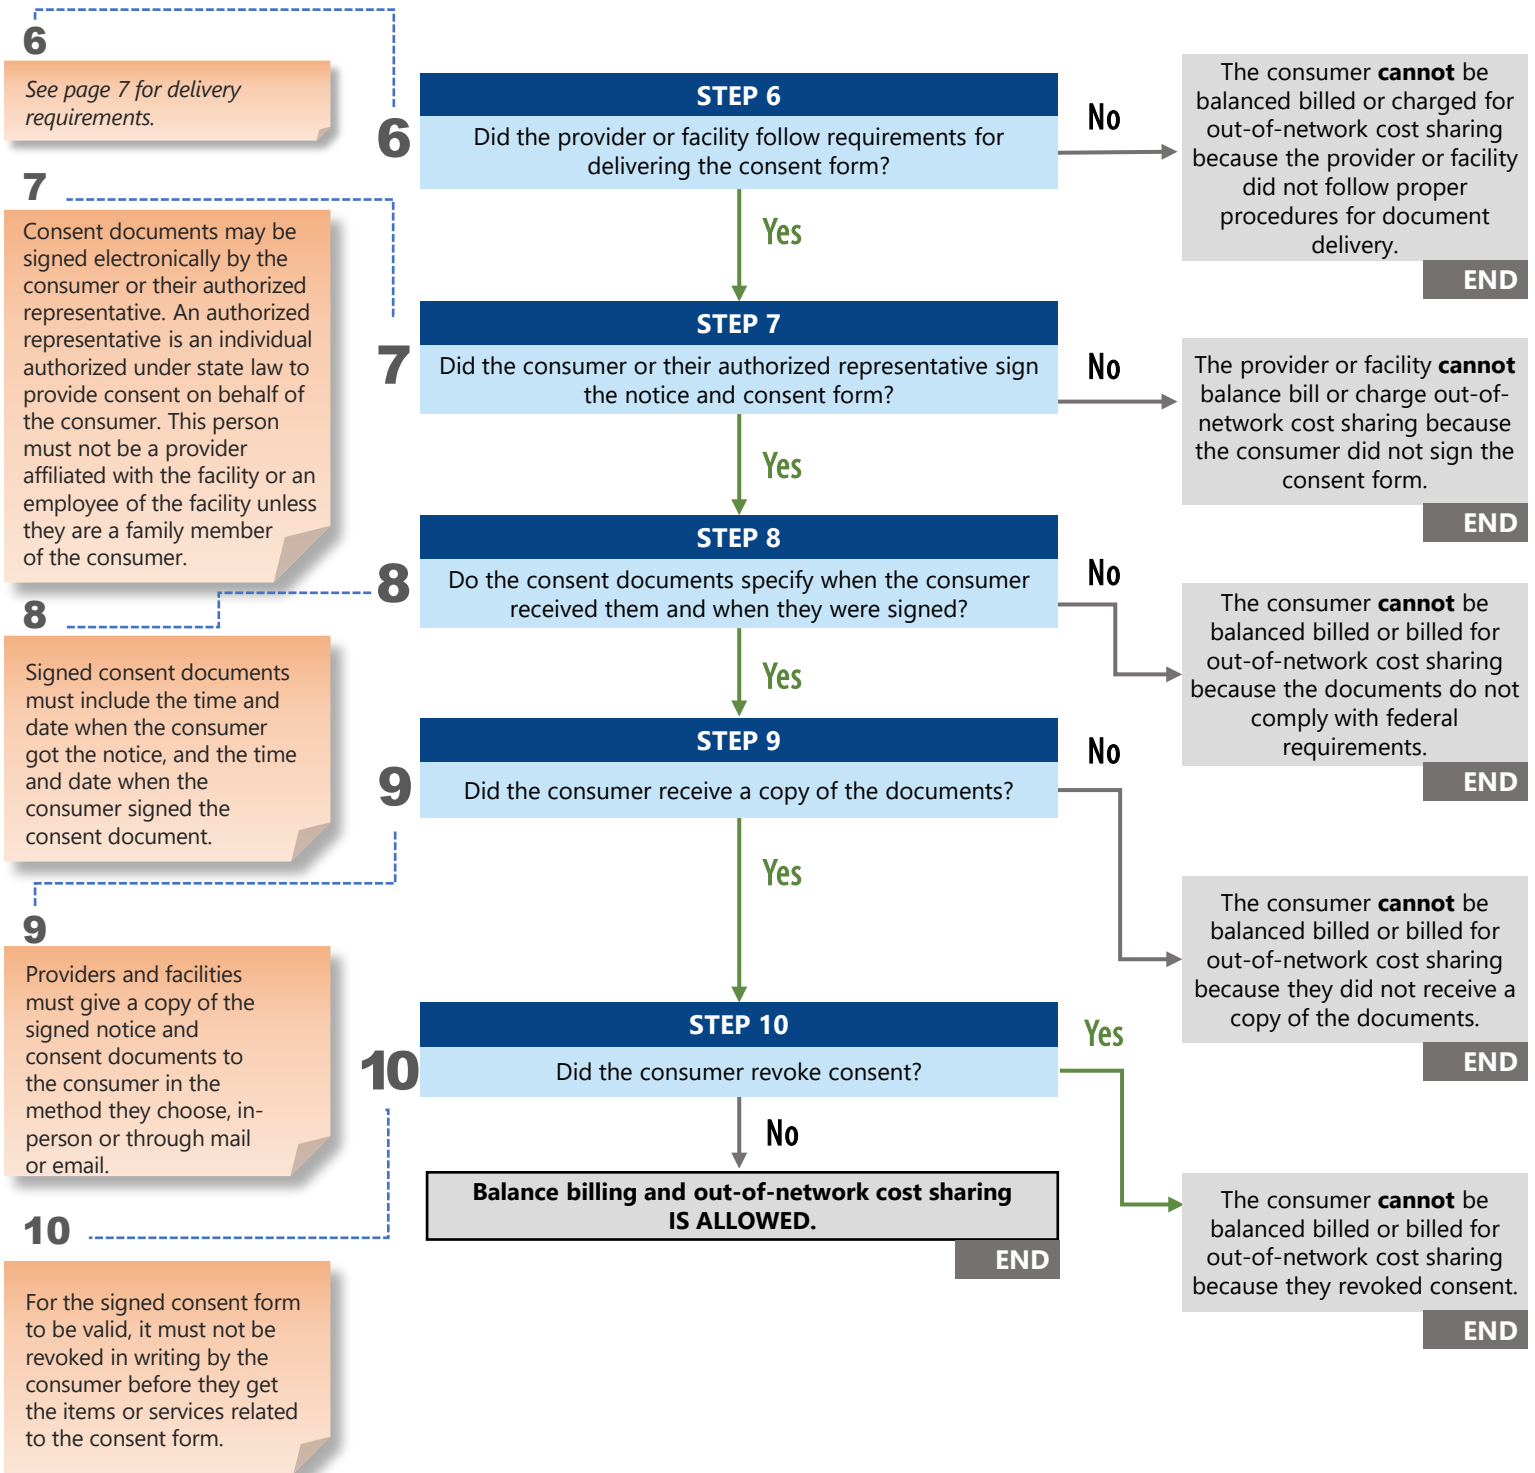 6
See page 7 for delivery
requirements.
6
STEP 6
Did the provider or facility follow requirements for
delivering the consent form?
No
The consumer cannot be
balanced billed or charged for
out-of-network cost sharing
because the provider or facility
did not follow proper
procedures for document
delivery.
END
Yes
7
Consent documents may be
signed electronically by the
consumer or their authorized
representative. An authorized
representative is an individual
authorized under state law to
provide consent on behalf of
the consumer. This person
must not be a provider
affiliated with the facility or an
employee of the facility unless
they are a family member
of the consumer.
7
STEP 7
Did the consumer or their authorized representative sign
the notice and consent form?
No
The provider or facility cannot
balance bill or charge out-of-
network cost sharing because
the consumer did not sign the
consent form.
END
Yes
8
Signed consent documents
must include the time and
date when the consumer
got the notice, and the time
and date when the
consumer signed the
consent document.
8
STEP 8
Do the consent documents specify when the consumer
received them and when they were signed?
No
The consumer cannot be
balanced billed or billed for
out-of-network cost sharing
because the documents do not
comply with federal
requirements.
END
Yes
9
Providers and facilities
must give a copy of the
signed notice and
consent documents to
the consumer in the
method they choose, in-
person or through mail
or email.
9
STEP 9
Did the consumer receive a copy of the documents?
No
The consumer cannot be
balanced billed or billed for
out-of-network cost sharing
because they did not receive a
copy of the documents.
END
Yes
10
For the signed consent form
to be valid, it must not be
revoked in writing by the
consumer before they get
the items or services related
to the consent form.
10
STEP 10
Did the consumer revoke consent?
Yes
The consumer cannot be
balanced billed or billed for
out-of-network cost sharing
because they revoked consent.
END
No
Balance billing and out-of-network cost sharing
IS ALLOWED.
END